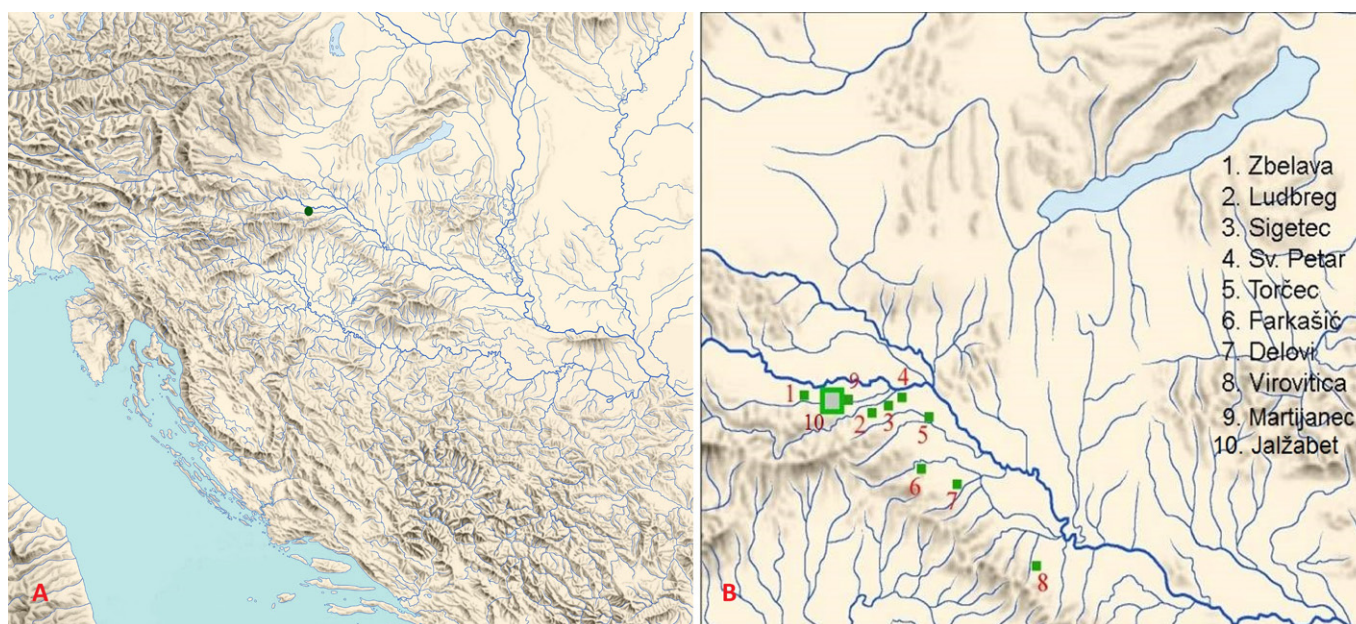 A
1. Zbelava
2. Ludbreg
3. Sigetec
4. Sv. Petar
5. Torčec
6. Farkašić
7. Delovi
8. Virovitica
9. Martijanec
10. Jalžabet
1
10
9
2
3
4
5
6
7
8
B